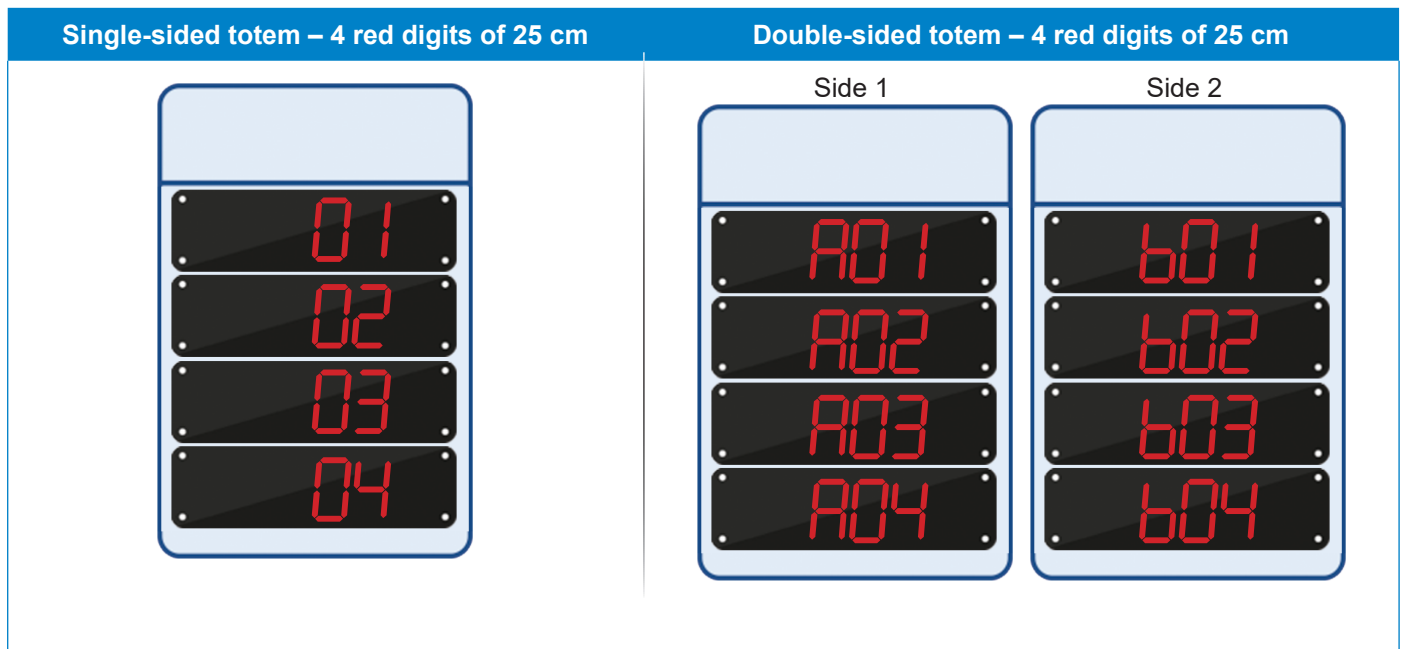 Single-sided totem – 4 red digits of 25 cm
01
02
03
04
Double-sided totem – 4 red digits of 25 cm
Side 1
A01
A02
A03
A04
Side 2
b01
b02
b03
b04